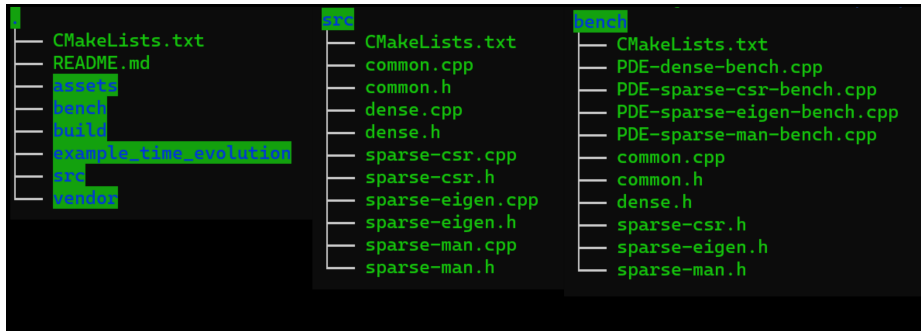 .
CMakeLists.txt
README.md
assets
bench
build
example_time_evolution
src
vendor
src
CMakeLists.txt
common.cpp
common.h
dense.cpp
dense.h
sparse-csr.cpp
sparse-csr.h
sparse-eigen.cpp
sparse-eigen.h
sparse-man.cpp
sparse-man.h
bench
CMakeLists.txt
PDE-dense-bench.cpp
PDE-sparse-csr-bench.cpp
PDE-sparse-eigen-bench.cpp
PDE-sparse-man-bench.cpp
common.cpp
common.h
dense.h
sparse-csr.h
sparse-eigen.h
sparse-man.h